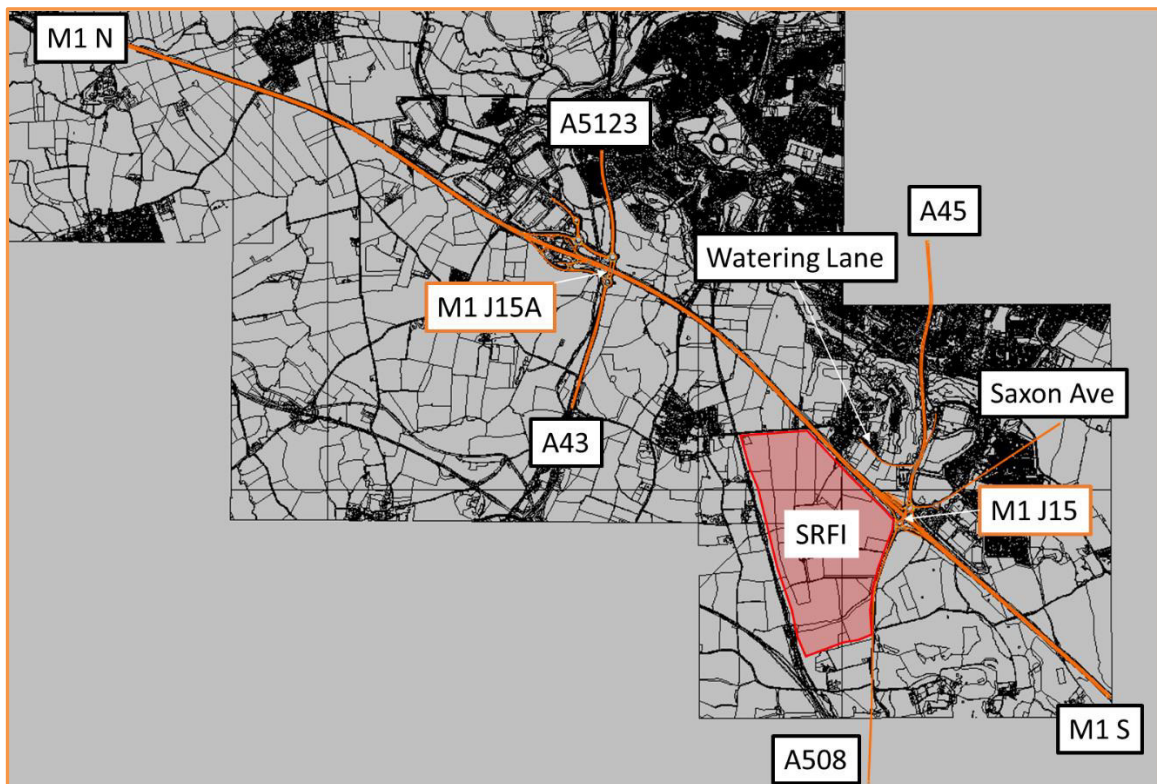 M1 N
A5123
A45
Watering Lane
M1 J15A
Saxon Ave
A43
M1 J15
SRFI
M1 S
A508